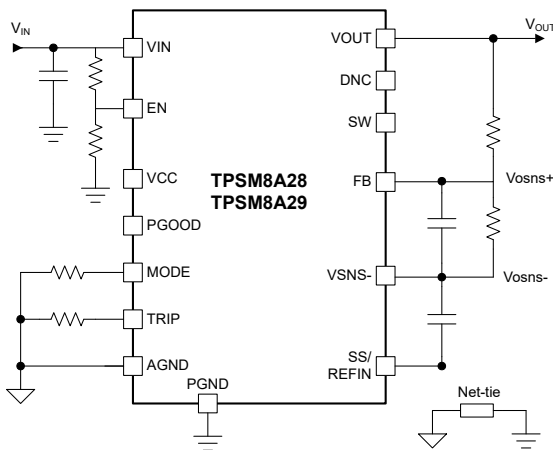 VIN
VIN
EN
VCC
PGOOD
MODE
TRIP
AGND
PGND
TPSM8A28
TPSM8A29
VOUT
DNC
SW
FB
VSNS-
SS/
REFIN
VOUT
Vosns+
Vosns-
Net-tie